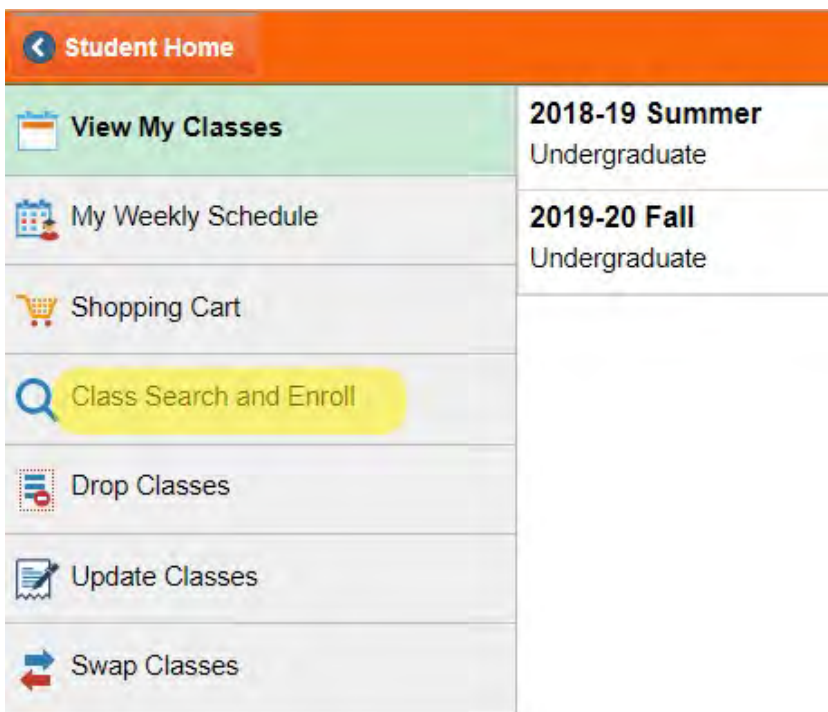 Student Home
View My Classes
My Weekly Schedule
Shopping Cart
Class Search and Enroll
Drop Classes
Update Classes
Swap Classes
2018-19 Summer
Undergraduate
2019-20 Fall
Undergraduate